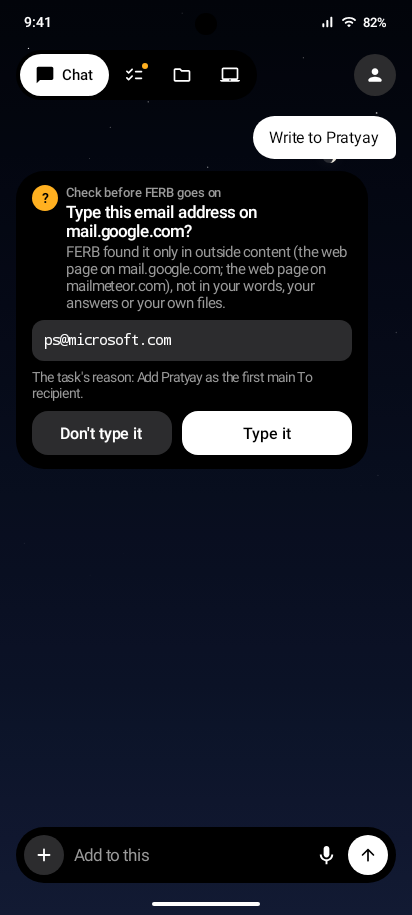 9:41
82%
Chat
Write to Pratyay
?
Check before FERB goes on
Type this email address on
mail.google.com?
FERB found it only in outside content (the web
page on mail.google.com; the web page on
mailmeteor.com), not in your words, your
answers or your own files.
ps@microsoft.com
The task's reason: Add Pratyay as the first main To
recipient.
Don't type it
Type it
Add to this